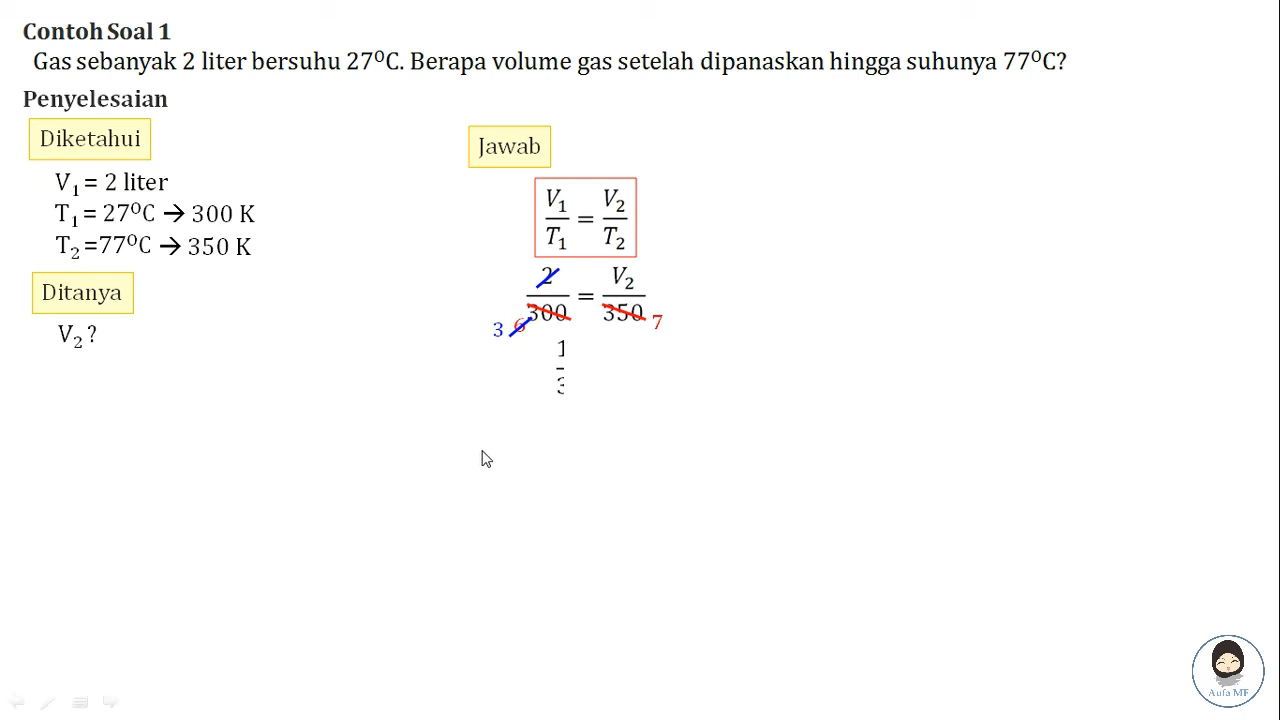 Contoh Soal 1
Gas sebanyak 2 liter bersuhu 27⁰C. Berapa volume gas setelah dipanaskan hingga suhunya 77⁰C?
Penyelesaian
Diketahui
V₁ = 2 liter
T₁ = 27⁰C → 300 K
T₂ =77⁰C → 350 K
Ditanya
V₂ ?
Jawab
V₁/T₁ = V₂/T₂
2/300 = V₂/350
3 6 7
1/3
Aufa MF